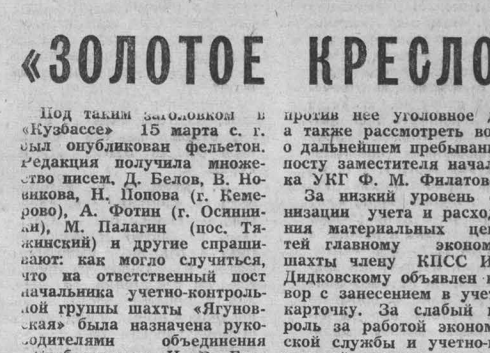 «ЗОЛОТОЕ КРЕСЛО
Под таким заголовком в
«Кузбассе» 15 марта с. г.
был опубликован фельетон.
Редакция получила множе-
ство писем, Д. Белов, В. Но-
викова, Н. Попова (г. Кеме-
рово), А. Фотин (г. Осинни-
ки), М. Палагин (пос. Тя-
жинский) и другие спраши-
вают: как могло случиться,
что на ответственный пост
начальника учетно-контроль-
ной группы шахты «Ягунов-
ская» была назначена руко-
водителями объединения
против нее уголовное
а также рассмотреть во
о дальнейшем пребывани
посту заместителя начал
ка УКГ Ф. М. Филатов
За низкий уровень
низации учета и расход
ния материальных цен
тей главному эконом
шахты члену КПСС И
Дидковскому объявлен
вор с занесением в учет
карточку. За слабый
роль за работой эконом
ской службы и учетно-